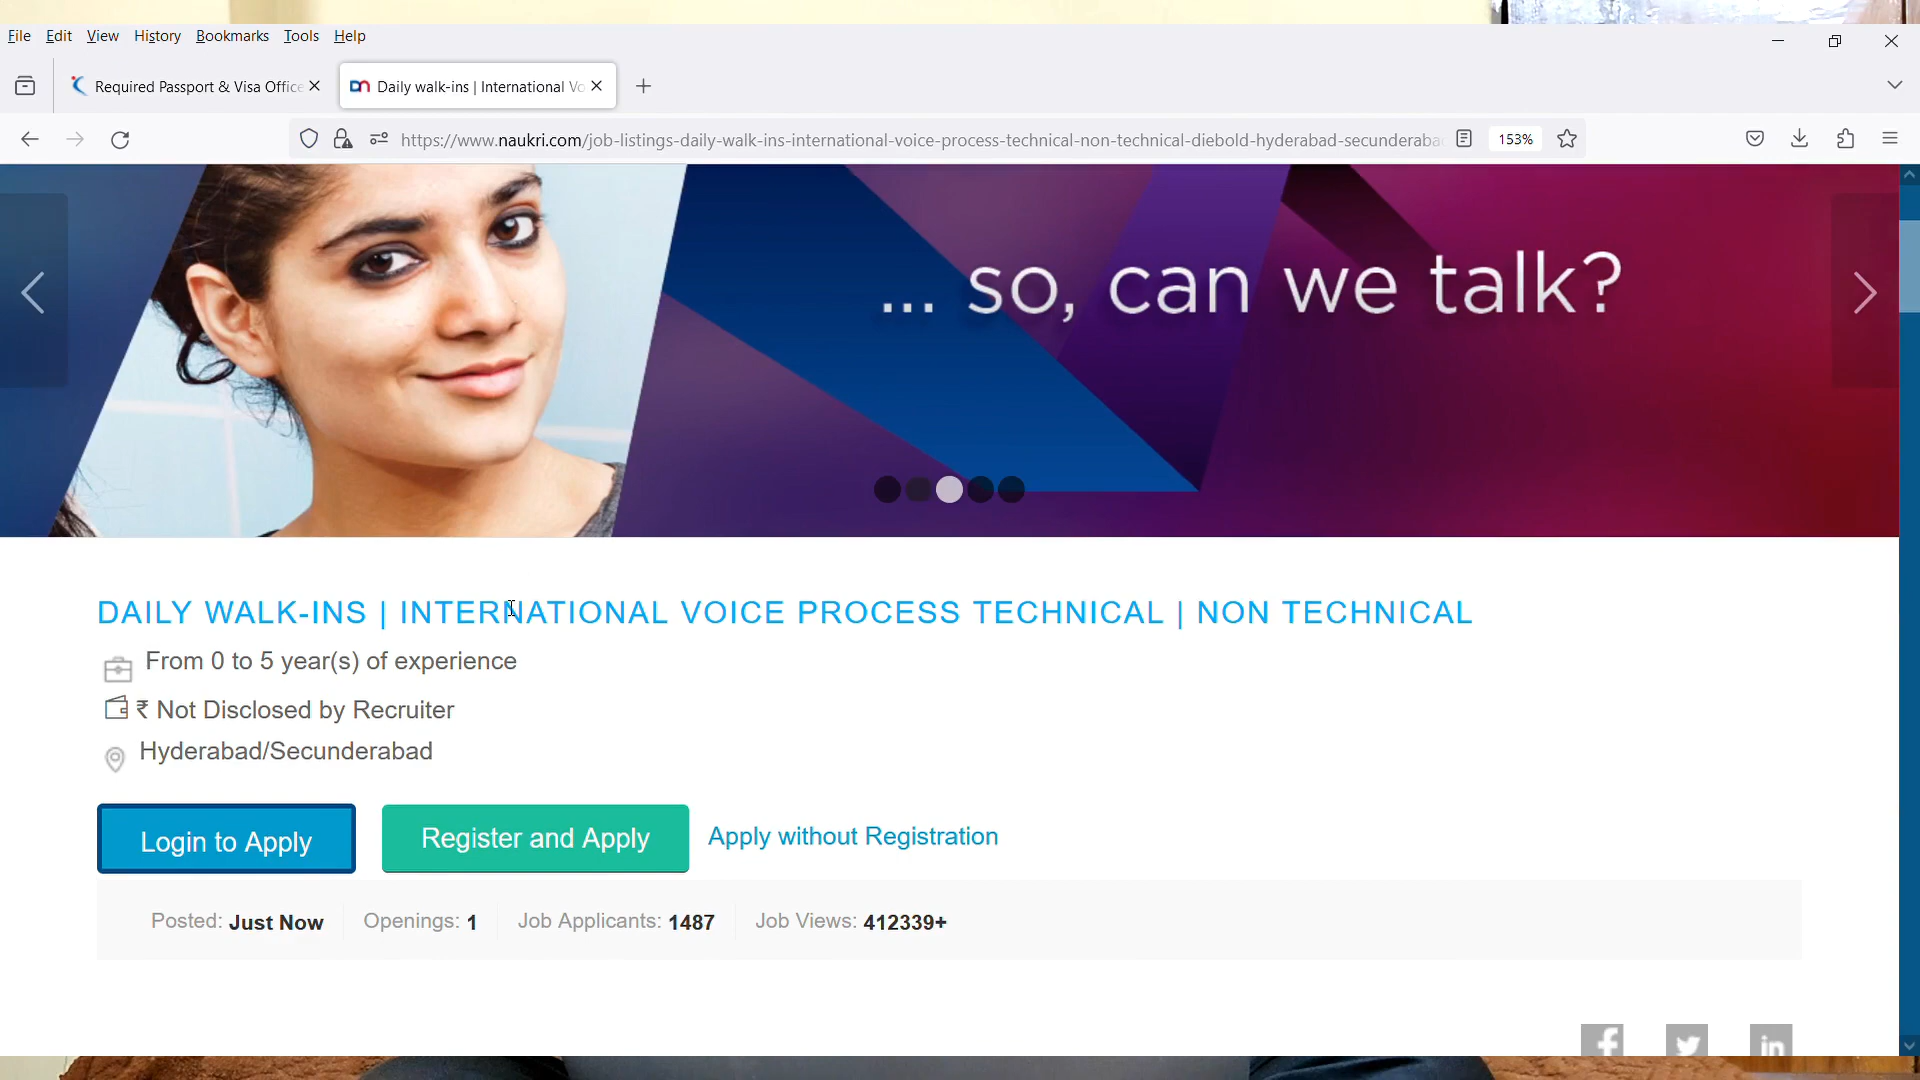 File Edit View History Bookmarks Tools Help
Required Passport & Visa Office
Daily walk-ins | International Vo
https://www.naukri.com/job-listings-daily-walk-ins-international-voice-process-technical-non-technical-diebold-hyderabad-secunderaba
153%
... so, can we talk?
DAILY WALK-INS | INTERNATIONAL VOICE PROCESS TECHNICAL | NON TECHNICAL
From 0 to 5 year(s) of experience
₹ Not Disclosed by Recruiter
Hyderabad/Secunderabad
Login to Apply Register and Apply Apply without Registration
Posted: Just Now Openings: 1 Job Applicants: 1487 Job Views: 412339+